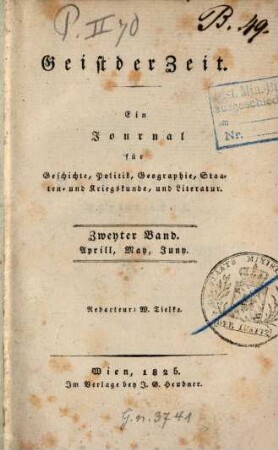 P. II 70
B. 49.
Geist der Zeit.
Ein
Journal
für
Geschichte, Politik, Geographie, Staa-
ten- und Kriegskunde, und Literatur.
Nr.
Zweyter Band.
Aprill, May, Juny.
Redacteur: W. Tielke.
Wien, 1826.
Im Verlage bey J. G. Heubner.
G.n. 3741